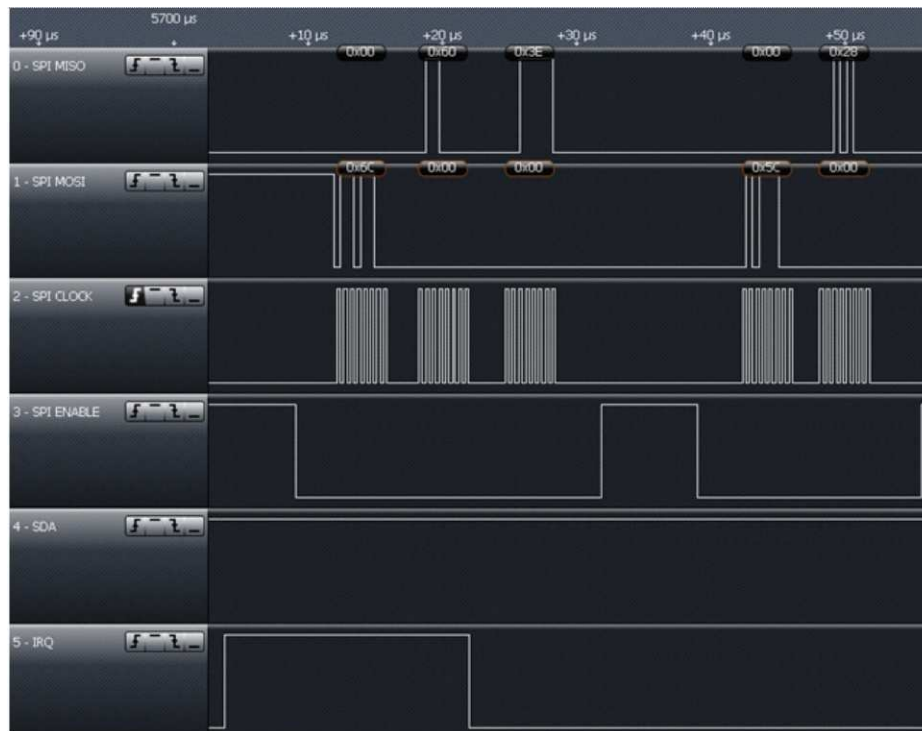 5700 µs
+90 µs +10 µs +20 µs +30 µs +40 µs +50 µs
0x00 0x60 0x3E 0x00 0x28
0 - SPI MISO
0x6C 0x00 0x00 0x5C 0x00
1 - SPI MOSI
2 - SPI CLOCK
3 - SPI ENABLE
4 - SDA
5 - IRQ